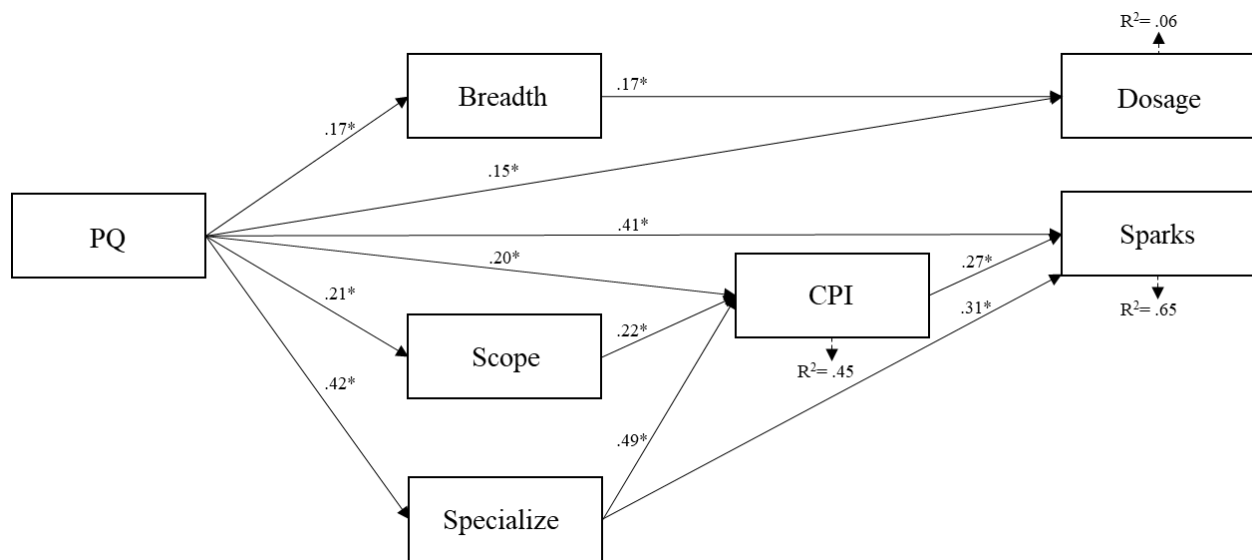 R²= .06
Breadth
.17*
Dosage
.17*
.15*
PQ
.41*
Sparks
.20*
CPI
.27*
.21*
.31*
R²= .65
Scope
.22*
R²= .45
.42*
.49*
Specialize